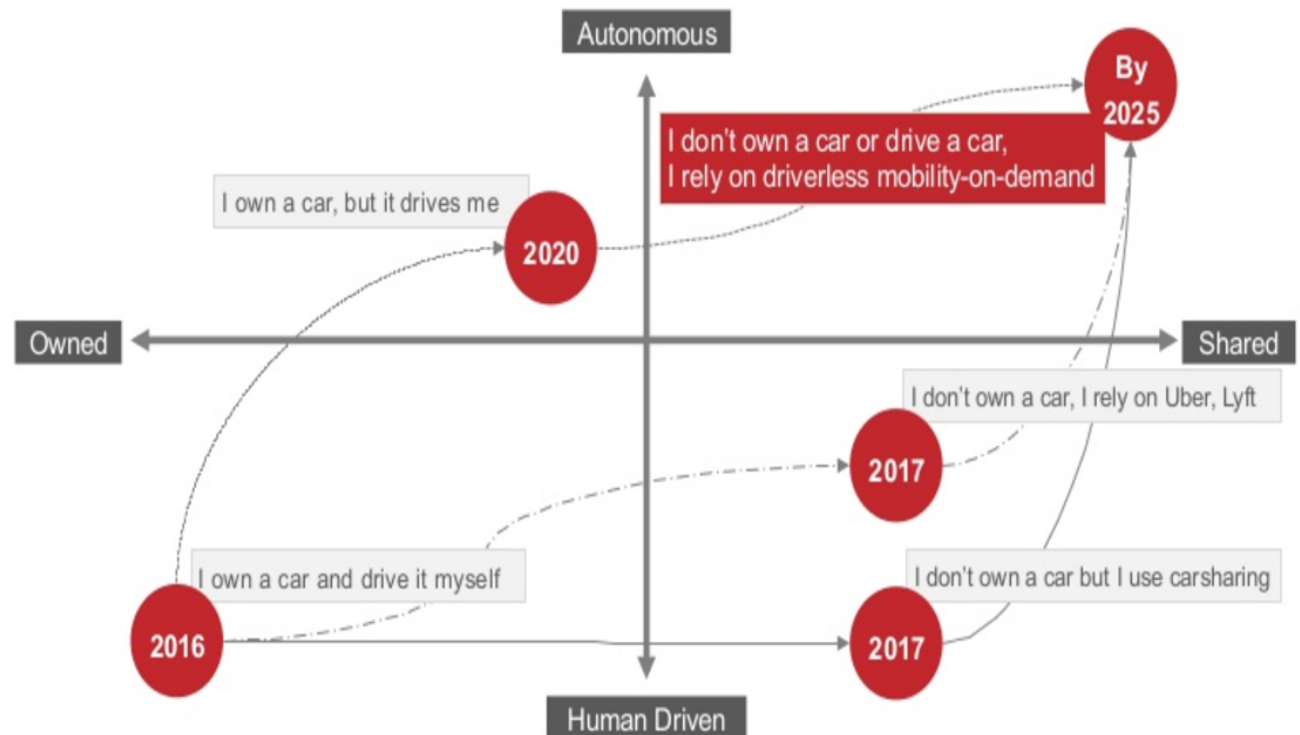 Autonomous
By
2025
I don't own a car or drive a car,
I rely on driverless mobility-on-demand
I own a car, but it drives me
2020
Owned
Shared
I don't own a car, I rely on Uber, Lyft
2017
I own a car and drive it myself
I don't own a car but I use carsharing
2016
2017
Human Driven